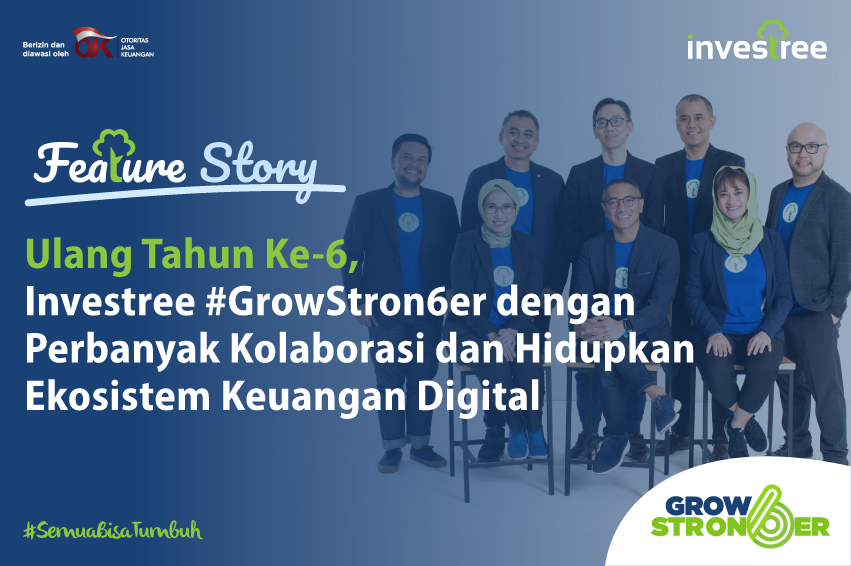 Berizin dan
diawasi oleh
OJK OTORITAS
JASA
KEUANGAN
investree
Feature Story
Ulang Tahun Ke-6,
Investree #GrowStron6er dengan
Perbanyak Kolaborasi dan Hidupkan
Ekosistem Keuangan Digital
#SemuaBisaTumbuh
GROW
STRON6ER